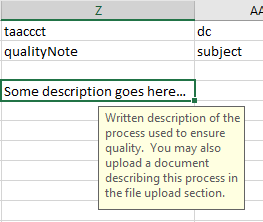 Z AA
taaccct dc
qualityNote subject
Some description goes here...
Written description of the
process used to ensure
quality. You may also
upload a document
describing this process in
the file upload section.